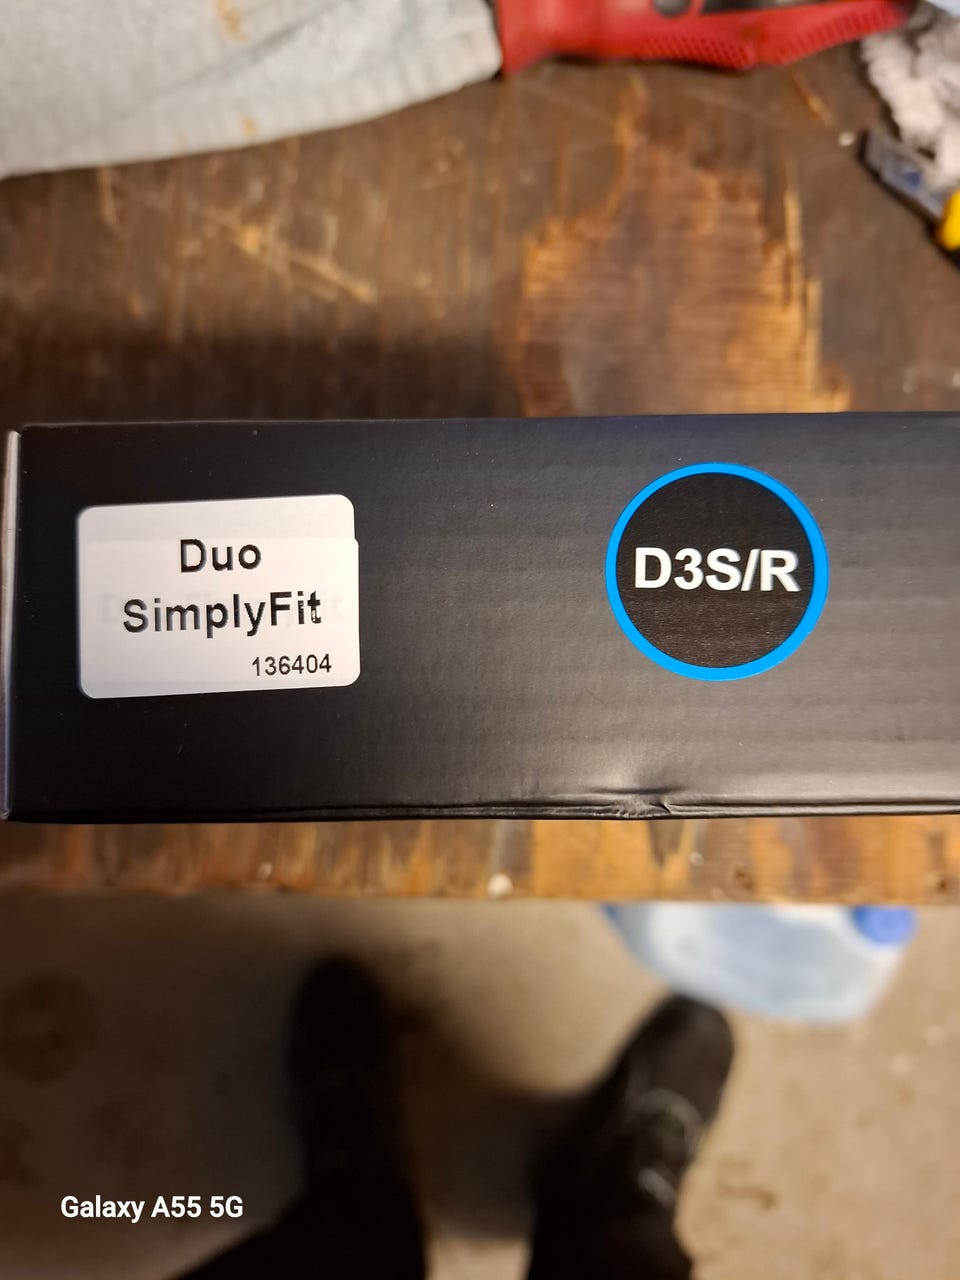 Duo
SimplyFit
136404
D3S/R
Galaxy A55 5G